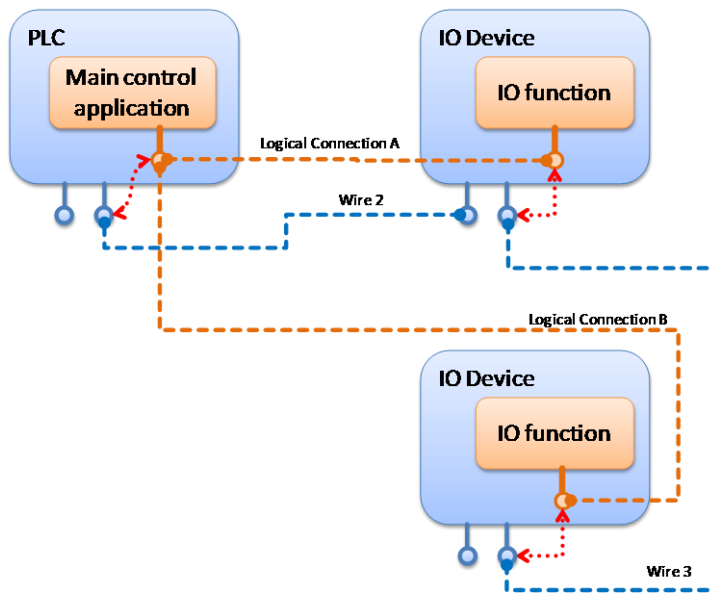 PLC
IO Device
Main control
application
IO function
Logical Connection A
Wire 2
Logical Connection B
IO Device
IO function
Wire 3